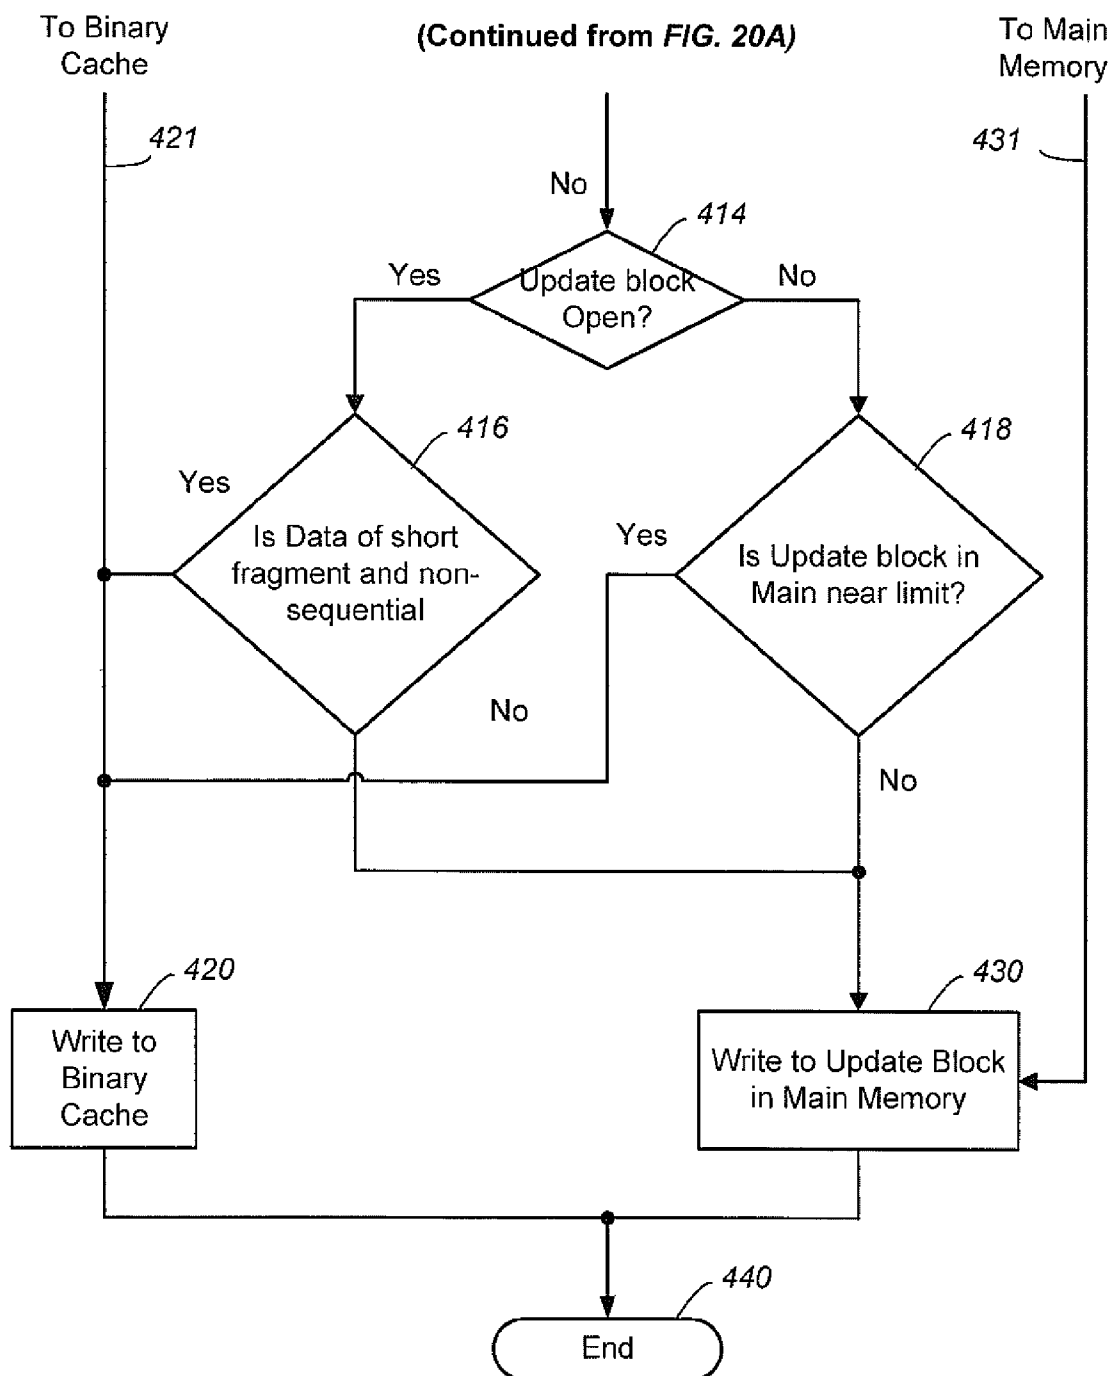 To Binary
Cache
(Continued from FIG. 20A)
To Main
Memory
421
431
No
414
Yes
Update block
Open?
No
416
418
Yes
Is Data of short
fragment and non-
sequential
Yes
Is Update block in
Main near limit?
No
No
420
430
Write to
Binary
Cache
Write to Update Block
in Main Memory
440
End